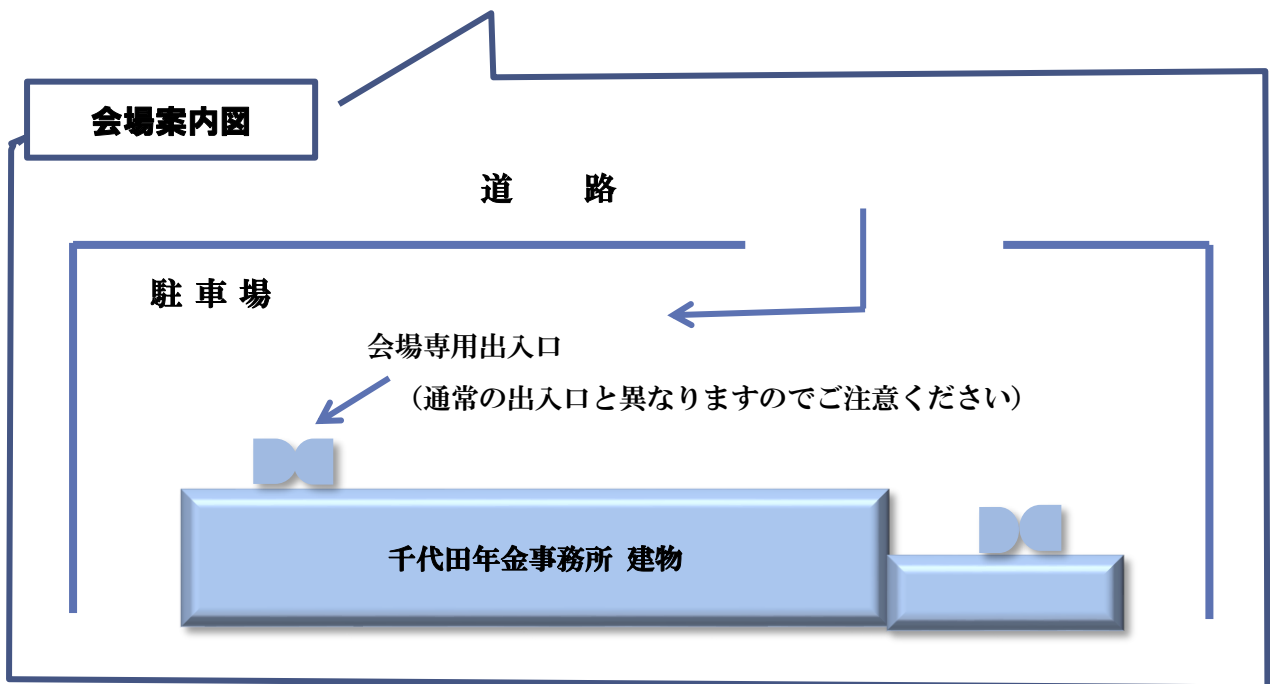 会場案内図
道　路
駐 車 場
会場専用出入口
（通常の出入口と異なりますのでご注意ください）
千代田年金事務所 建物